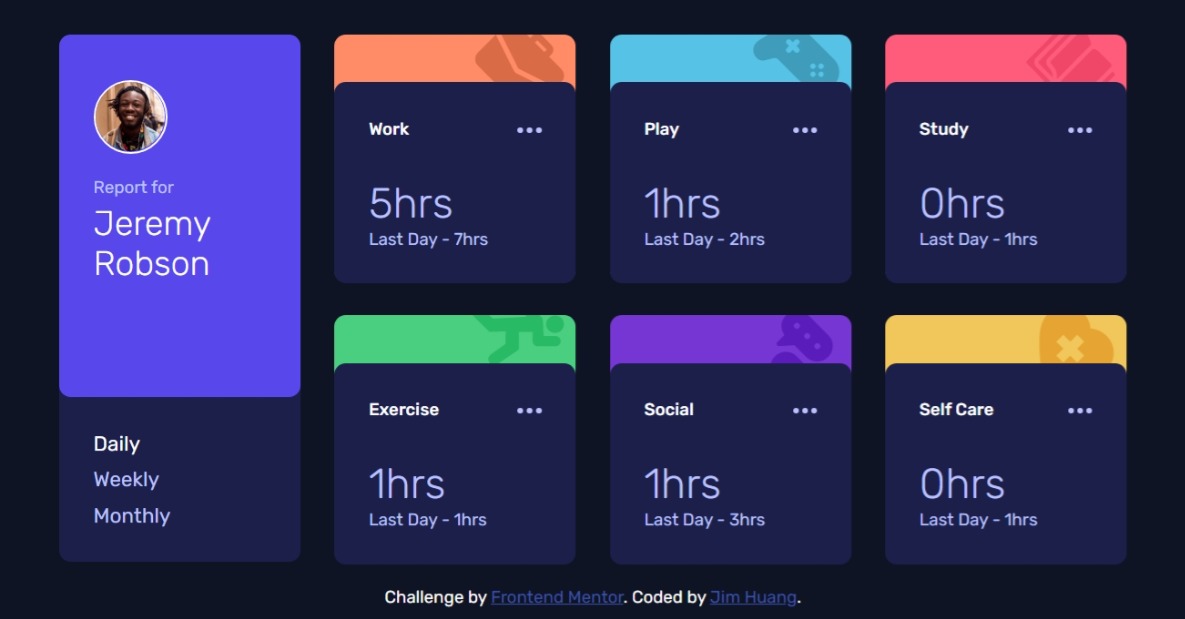 Report for
Jeremy
Robson
Daily
Weekly
Monthly
Work
5hrs
Last Day - 7hrs
Play
1hrs
Last Day - 2hrs
Study
0hrs
Last Day - 1hrs
Exercise
1hrs
Last Day - 1hrs
Social
1hrs
Last Day - 3hrs
Self Care
0hrs
Last Day - 1hrs
Challenge by Frontend Mentor. Coded by Jim Huang.